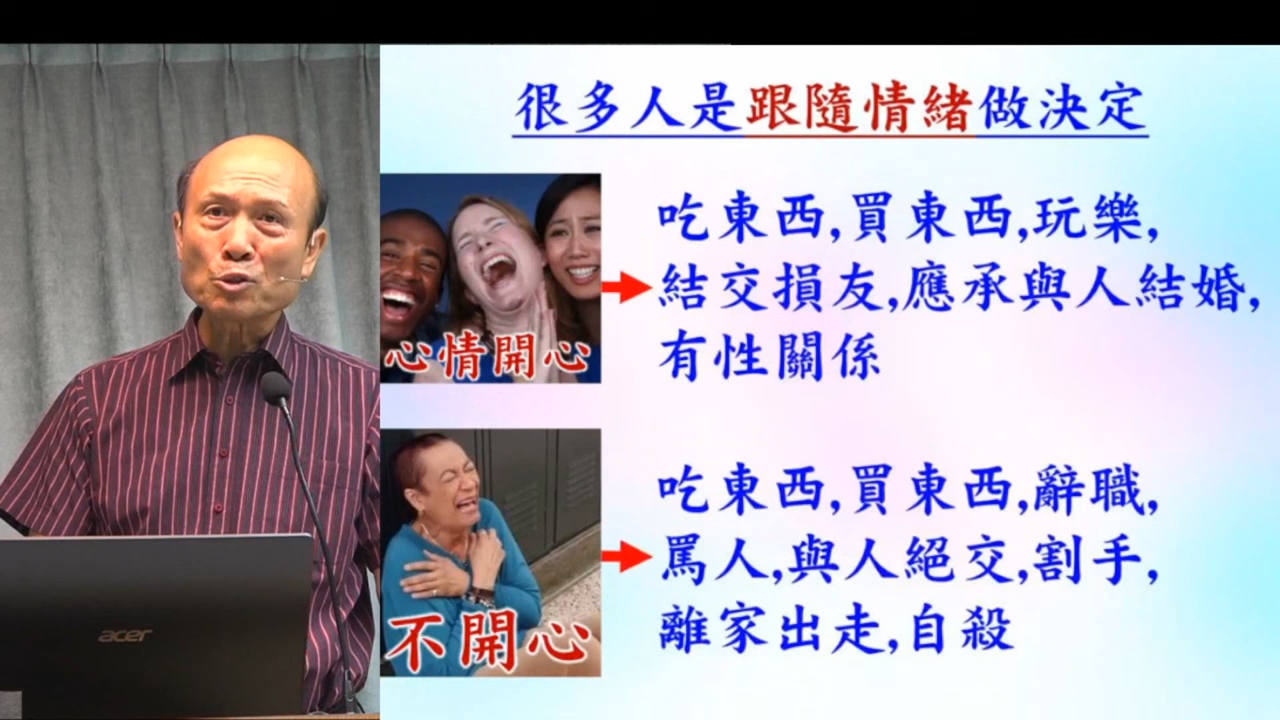 很多人是跟隨情緒做決定
吃東西,買東西,玩樂,
結交損友,應承與人結婚,
有性關係
心情開心
吃東西,買東西,辭職,
罵人,與人絕交,割手,
離家出走,自殺
不開心
acer